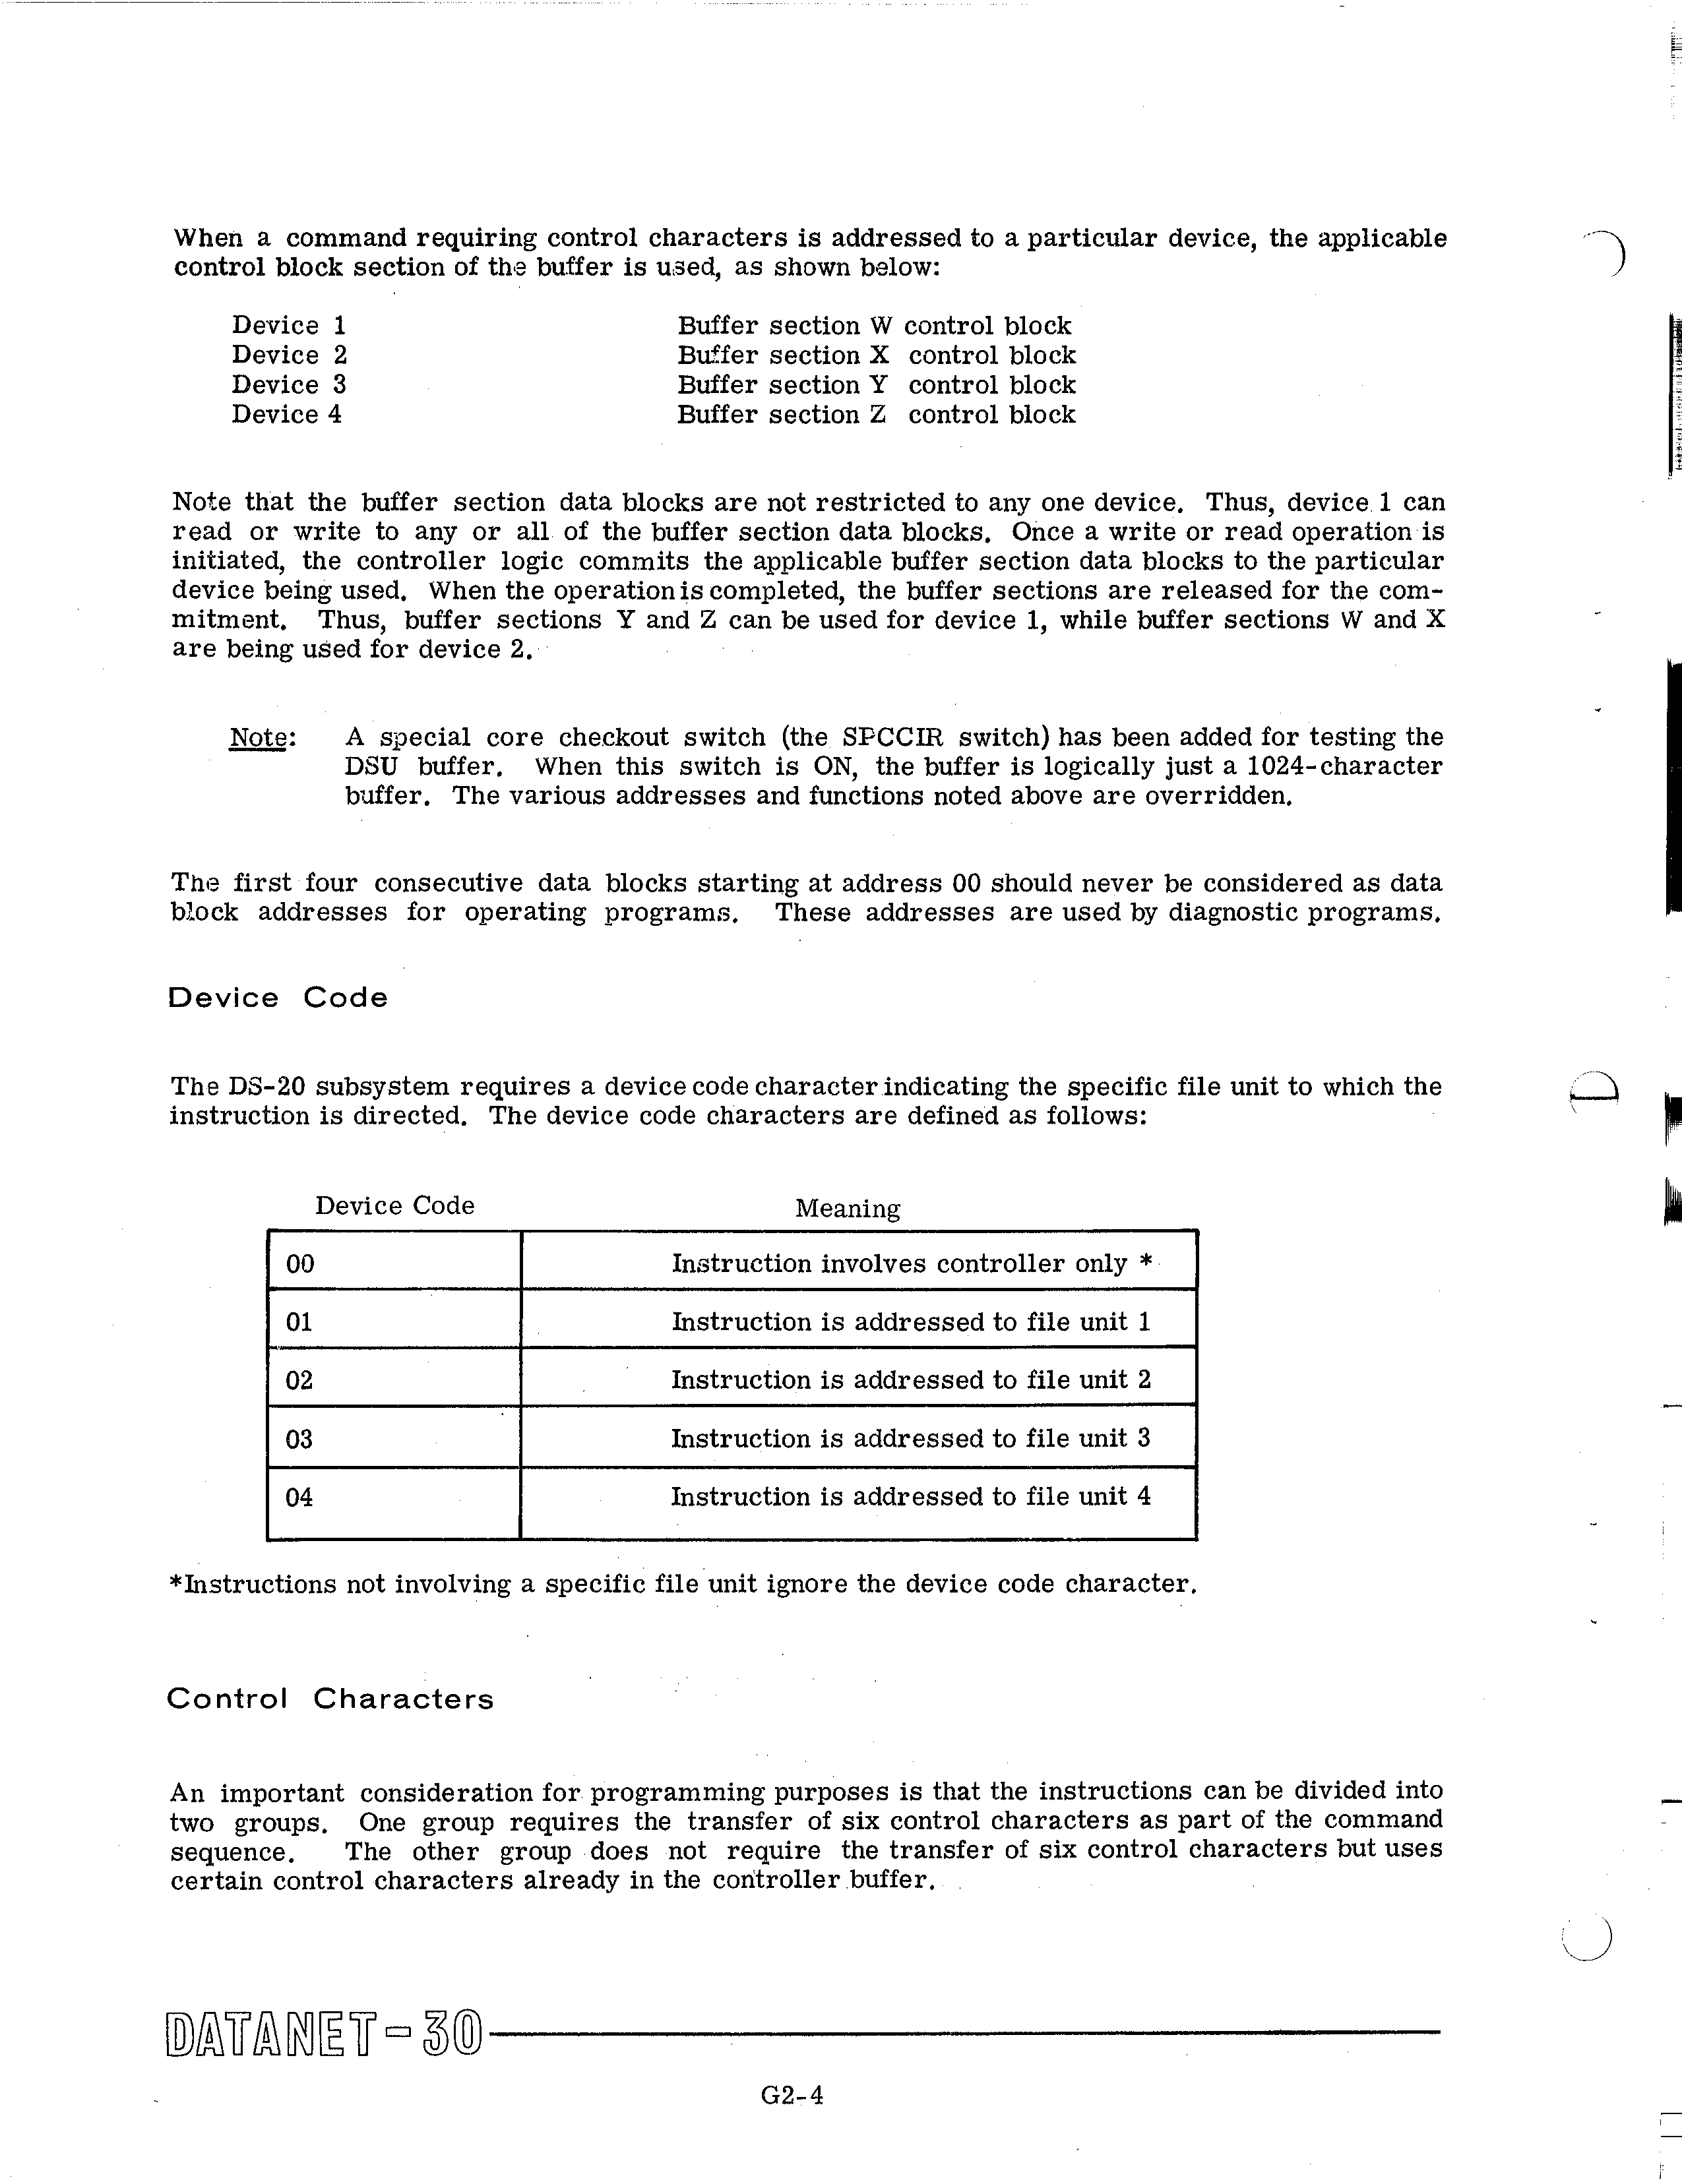 When a command requiring control characters is addressed to a particular device, the applicable
control block section of the buffer is used, as shown below:
Device 1 Buffer section W control block
Device 2 Buffer section X control block
Device 3 Buffer section Y control block
Device 4 Buffer section Z control block
Note that the buffer section data blocks are not restricted to any one device. Thus, device 1 can
read or write to any or all of the buffer section data blocks. Once a write or read operation is
initiated, the controller logic commits the applicable buffer section data blocks to the particular
device being used. When the operation is completed, the buffer sections are released for the com-
mitment. Thus, buffer sections Y and Z can be used for device 1, while buffer sections W and X
are being used for device 2.
Note: A special core checkout switch (the SPCCIR switch) has been added for testing the
DSU buffer. When this switch is ON, the buffer is logically just a 1024-character
buffer. The various addresses and functions noted above are overridden.
The first four consecutive data blocks starting at address 00 should never be considered as data
block addresses for operating programs. These addresses are used by diagnostic programs.
Device Code
The DS-20 subsystem requires a device code character indicating the specific file unit to which the
instruction is directed. The device code characters are defined as follows:
Device Code Meaning
00 Instruction involves controller only *
01 Instruction is addressed to file unit 1
02 Instruction is addressed to file unit 2
03 Instruction is addressed to file unit 3
04 Instruction is addressed to file unit 4
*Instructions not involving a specific file unit ignore the device code character.
Control Characters
An important consideration for programming purposes is that the instructions can be divided into
two groups. One group requires the transfer of six control characters as part of the command
sequence. The other group does not require the transfer of six control characters but uses
certain control characters already in the controller buffer.
DATANET-30
G2-4